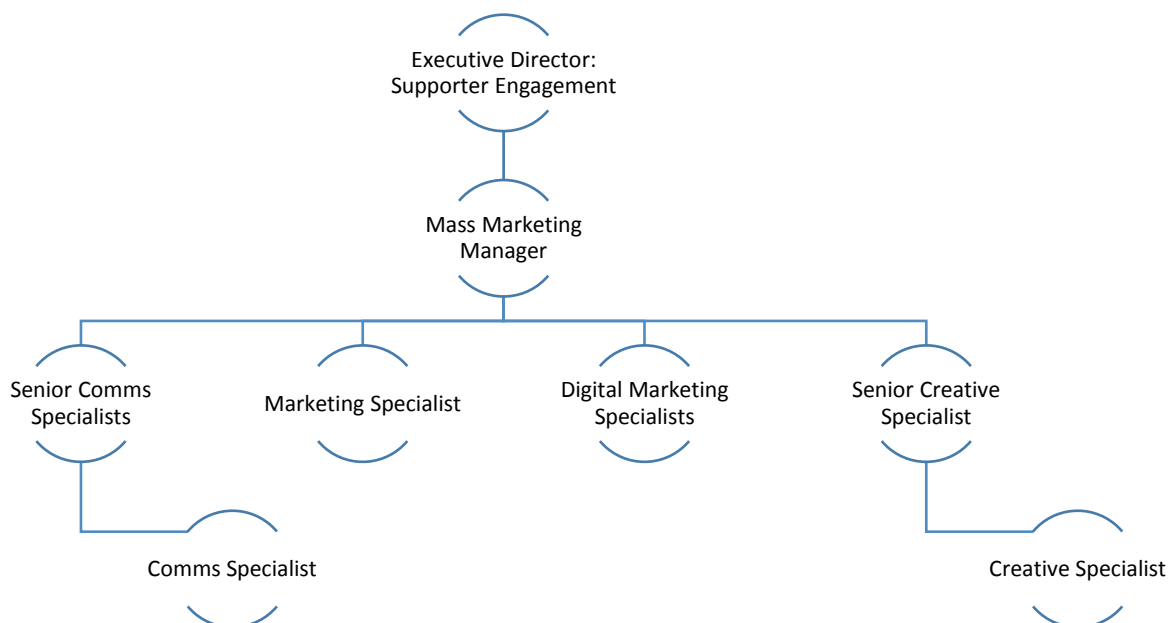 Executive Director:
Supporter Engagement
Mass Marketing
Manager
Senior Comms
Specialists
Marketing Specialist
Digital Marketing
Specialists
Senior Creative
Specialist
Comms Specialist
Creative Specialist